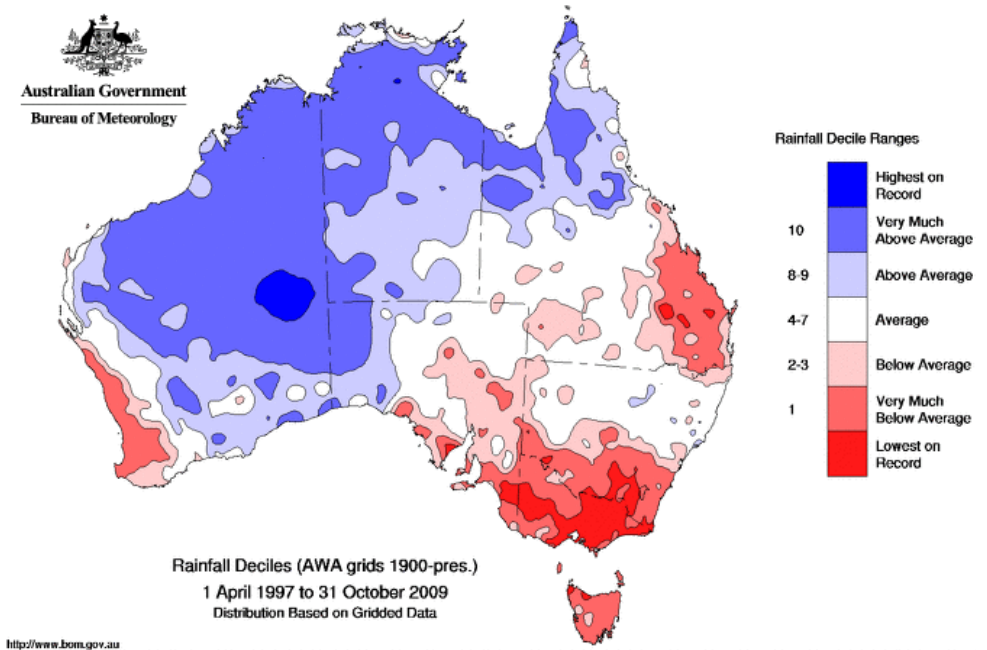 Australian Government
Bureau of Meteorology
Rainfall Decile Ranges
Highest on
Record
10
Very Much
Above Average
8-9
Above Average
4-7
Average
2-3
Below Average
1
Very Much
Below Average
Lowest on
Record
Rainfall Deciles (AWA grids 1900-pres.)
1 April 1997 to 31 October 2009
Distribution Based on Gridded Data
http://www.bom.gov.au